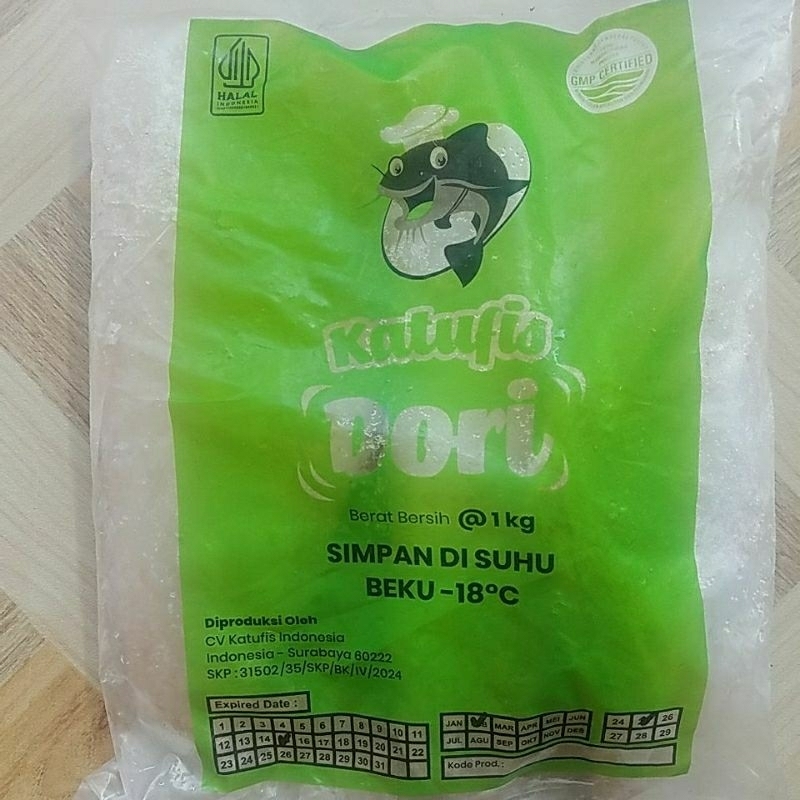 HALAL
INDONESIA
GMP CERTIFIED
Katufis
Dori
Berat Bersih @ 1 kg
SIMPAN DI SUHU
BEKU -18°C
Diproduksi Oleh
CV Katufis Indonesia
Indonesia - Surabaya 60222
SKP : 31502/35/SKP/BK/IV/2024
Expired Date :
1 2 3 4 5 6 7 8 9 10 11
12 13 14 16 17 18 19 20 21 22
23 24 25 26 27 28 29 30 31
JAN MAR APR MEI JUN
JUL AGU SEP OKT NOV DES
24 26
27 28 29
Kode Prod. :